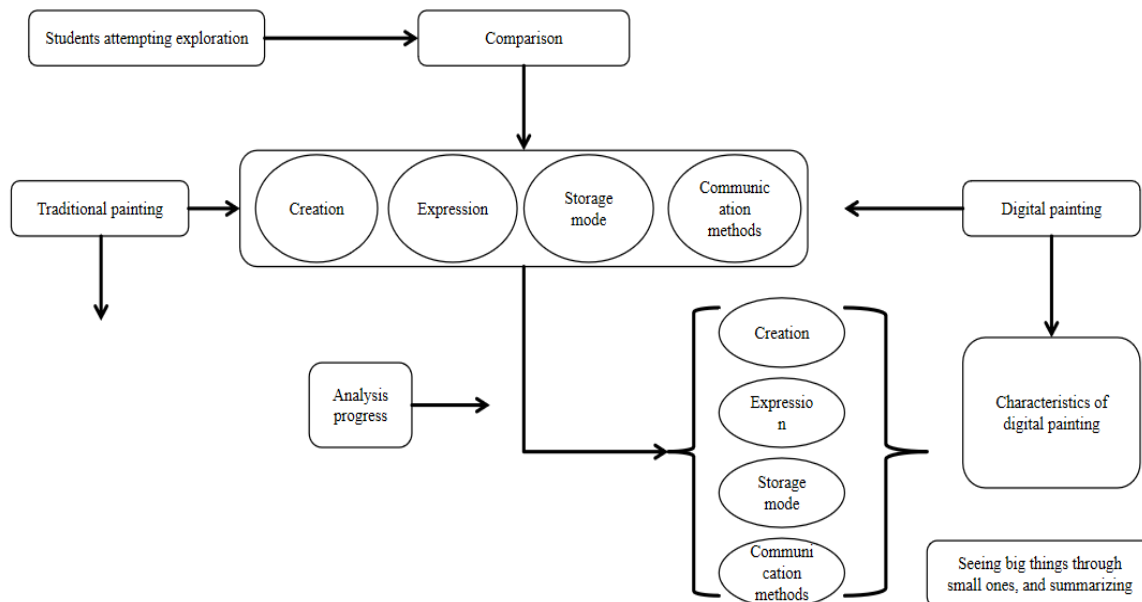 Students attempting exploration
Comparison
Traditional painting
Creation
Expression
Storage
mode
Communic
ation
methods
Digital painting
Analysis
progress
Creation
Expressio
n
Storage
mode
Communi
cation
methods
Characteristics of
digital painting
Seeing big things through
small ones, and summarizing